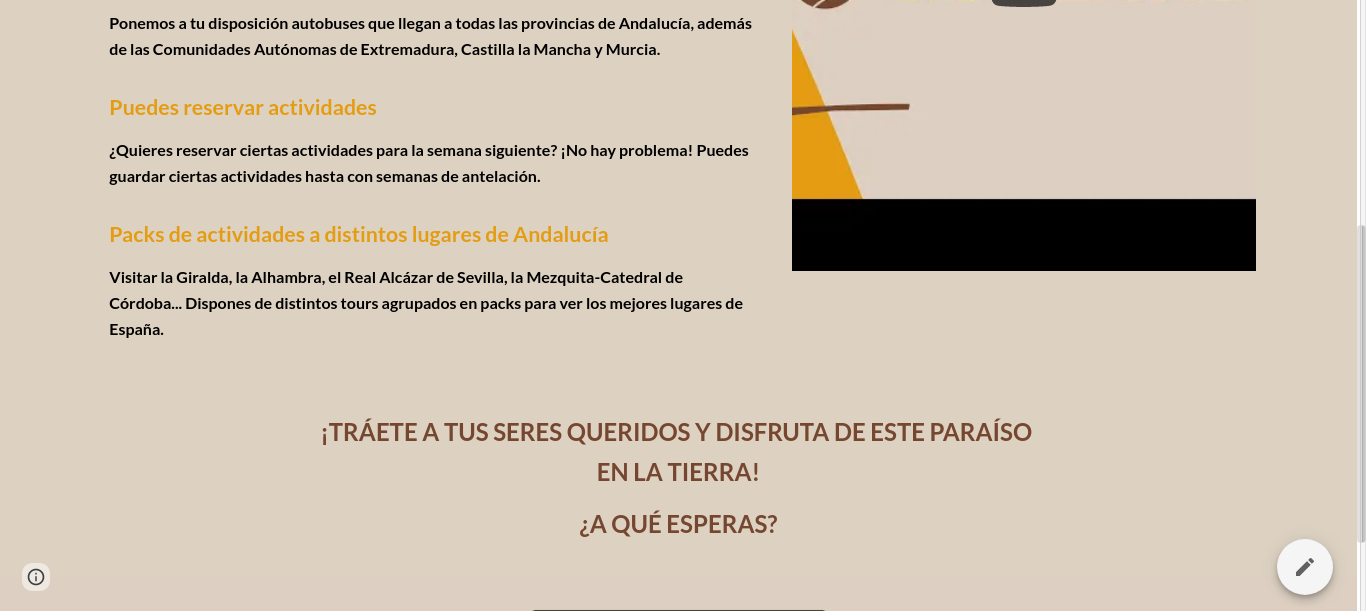 Ponemos a tu disposición autobuses que llegan a todas las provincias de Andalucía, además
de las Comunidades Autónomas de Extremadura, Castilla la Mancha y Murcia.
Puedes reservar actividades
¿Quieres reservar ciertas actividades para la semana siguiente? ¡No hay problema! Puedes
guardar ciertas actividades hasta con semanas de antelación.
Packs de actividades a distintos lugares de Andalucía
Visitar la Giralda, la Alhambra, el Real Alcázar de Sevilla, la Mezquita-Catedral de
Córdoba... Dispones de distintos tours agrupados en packs para ver los mejores lugares de
España.
¡TRÁETE A TUS SERES QUERIDOS Y DISFRUTA DE ESTE PARAÍSO
EN LA TIERRA!
¿A QUÉ ESPERAS?